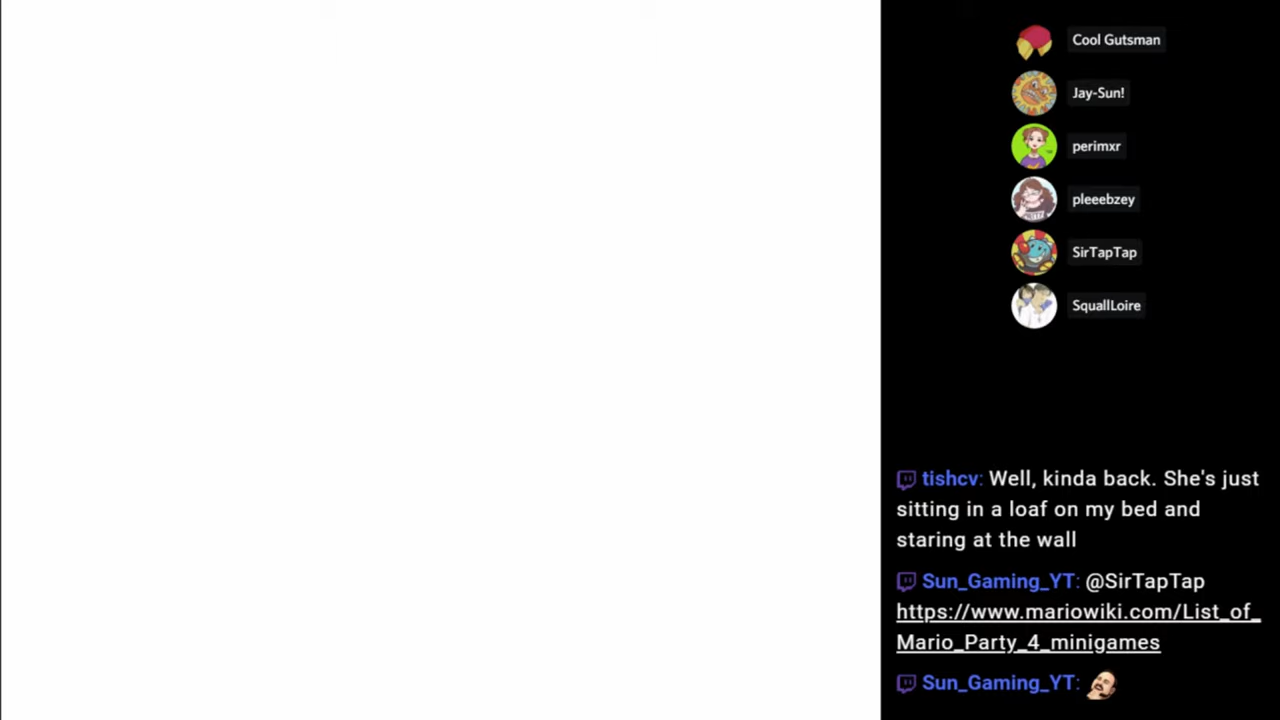 Cool Gutsman
Jay-Sun!
perimxr
pleeebzey
SirTapTap
SquallLoire
tishcv: Well, kinda back. She's just
sitting in a loaf on my bed and
staring at the wall
Sun_Gaming_YT: @SirTapTap
https://www.mariowiki.com/List_of_
Mario_Party_4_minigames
Sun_Gaming_YT: